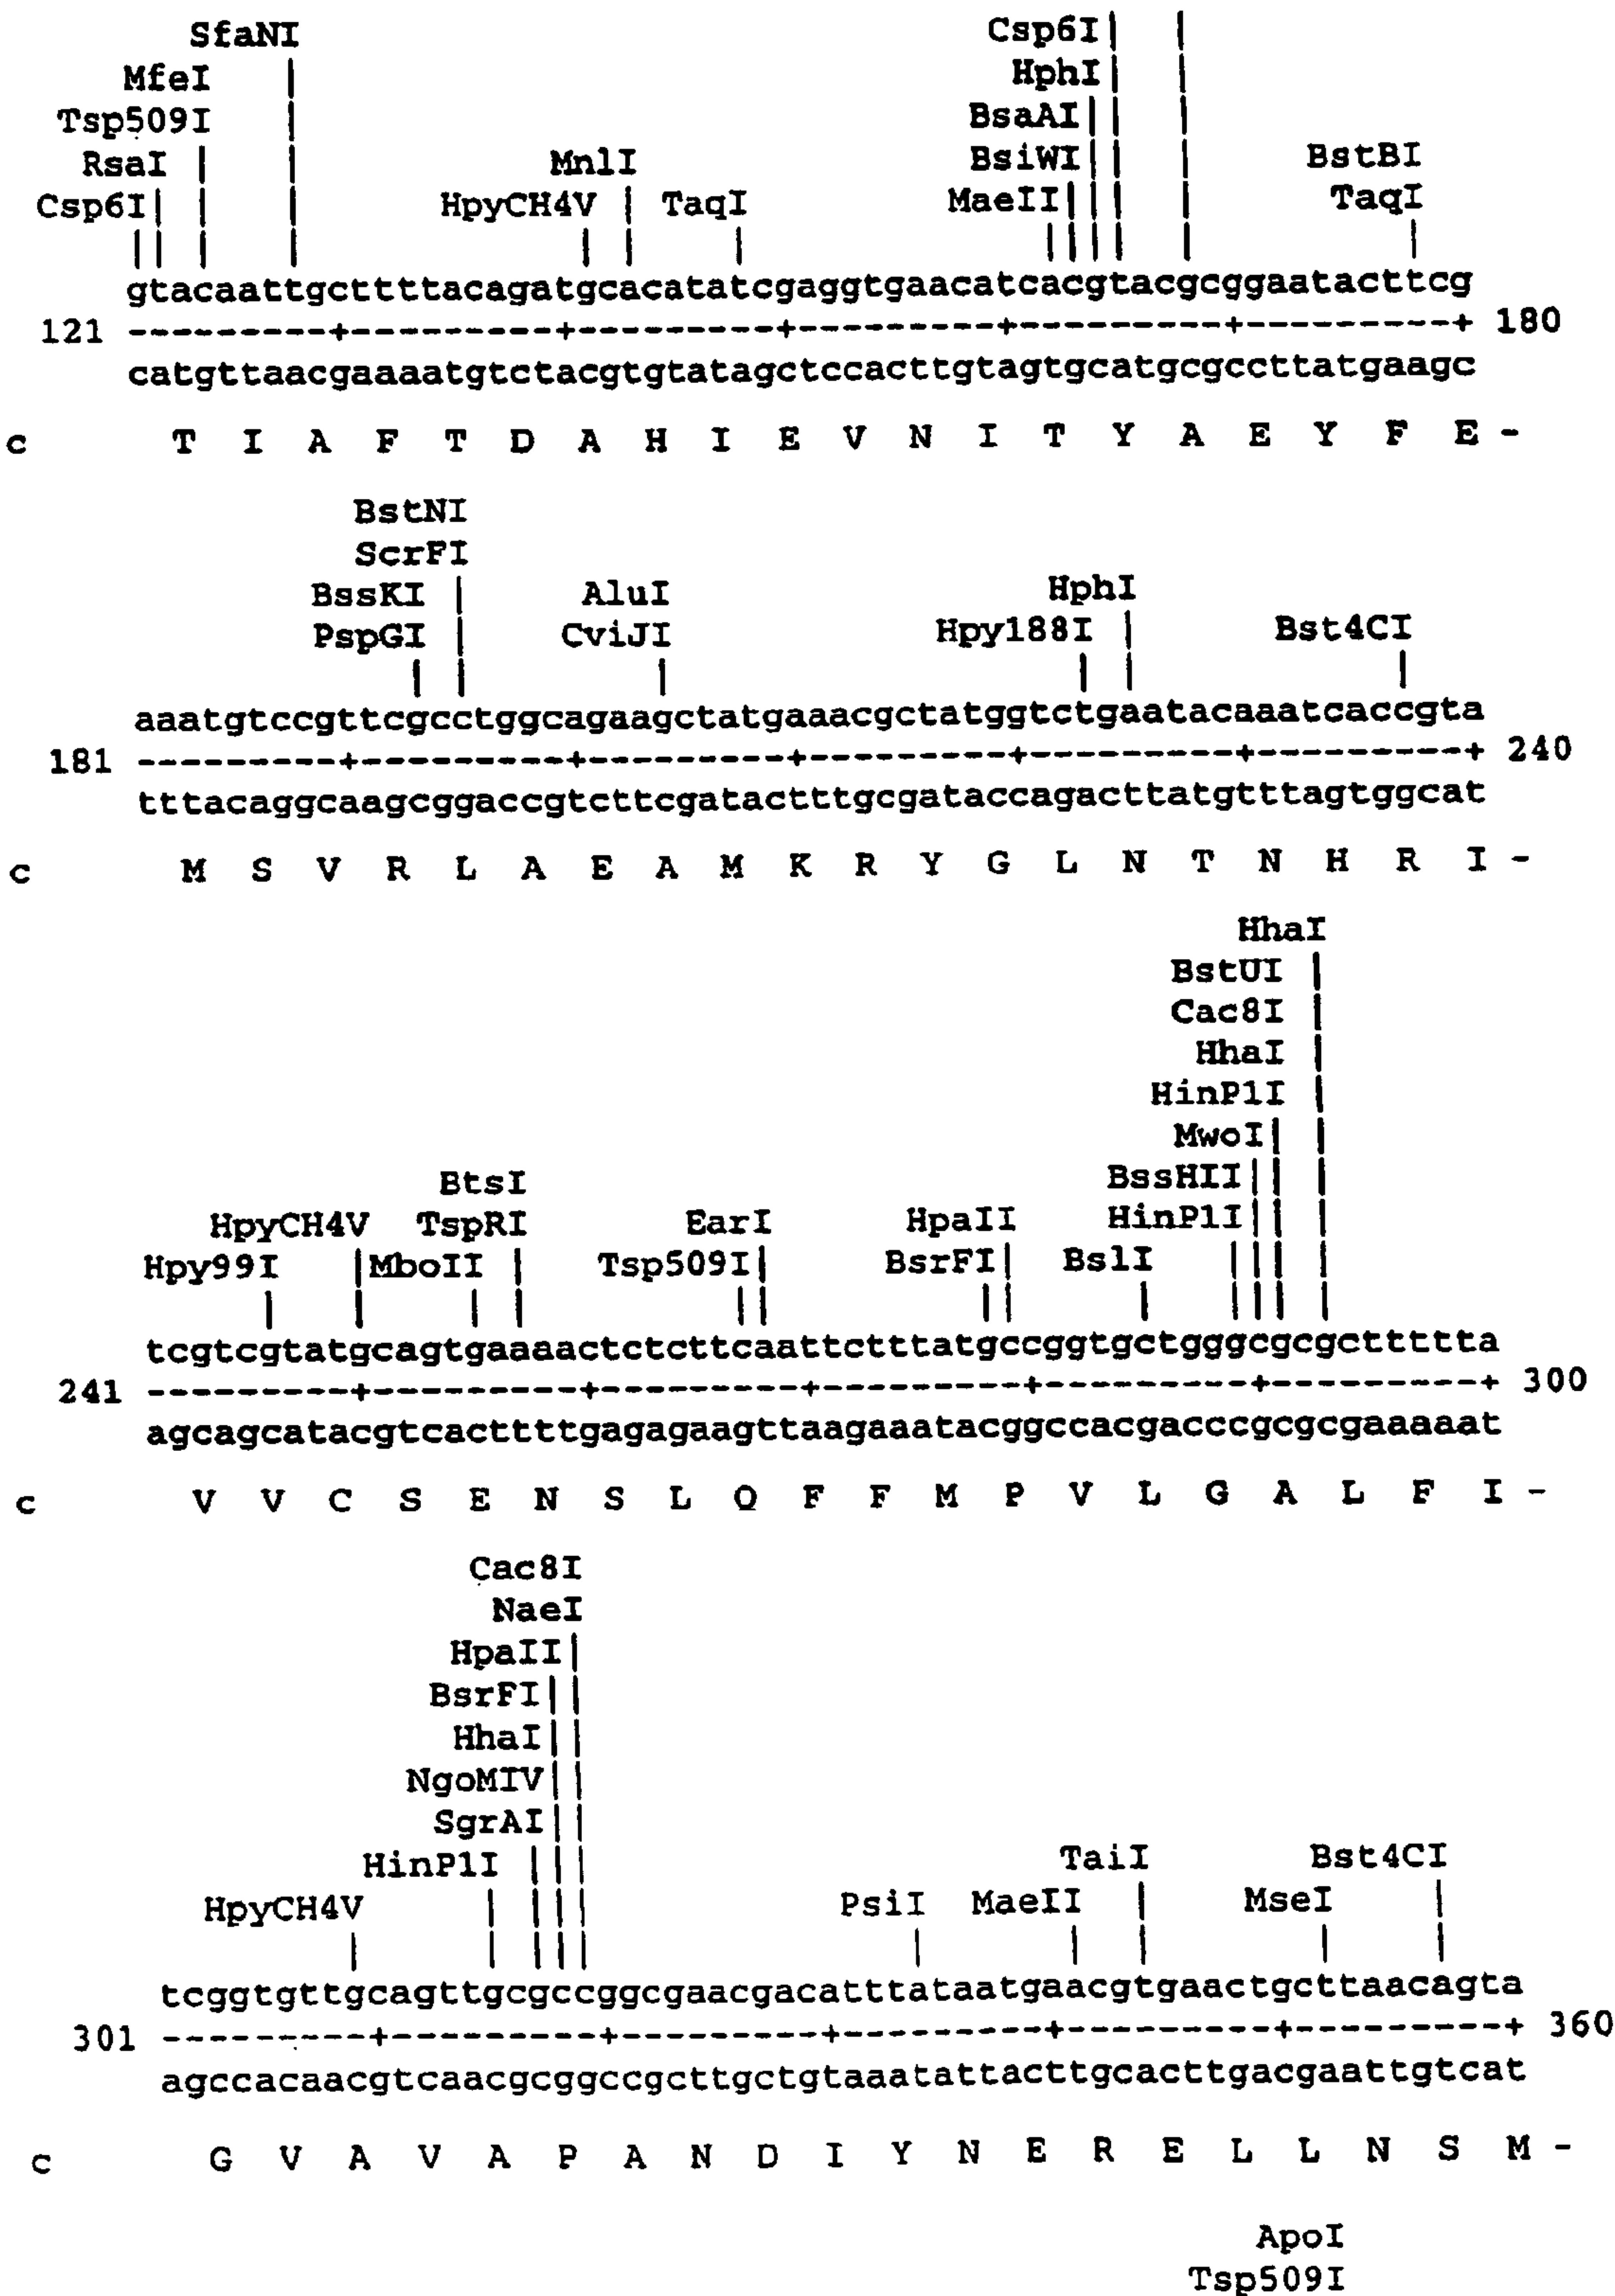 SfaNI Csp6I
MfeI HphI
Tsp509I BsaAI
RsaI MnlI BsiWI BstBI
Csp6I HpyCH4V TaqI MaeII TaqI
gtacaattgcttttacagatgcacatatcgaggtgaacatcacgtacgcggaatacttcg
121 ---------+---------+---------+---------+---------+---------+ 180
catgttaacgaaaatgtctacgtgtatagctccacttgtagtgcatgcgccttatgaagc
c T I A F T D A H I E V N I T Y A E Y F E -
BstNI
ScrFI
BssKI AluI HphI
PspGI CviJI Hpy188I Bst4CI
aaatgtccgttcgcctggcagaagctatgaaacgctatggtctgaatacaaatcaccgta
181 ---------+---------+---------+---------+---------+---------+ 240
tttacaggcaagcggaccgtcttcgatactttgcgataccagacttatgtttagtggcat
c M S V R L A E A M K R Y G L N T N H R I -
HhaI
BstUI
Cac8I
HhaI
HinP1I
MwoI
BtsI BssHII
HpyCH4V TspRI EarI HpaII HinP1I
Hpy99I MboII Tsp509I BsrFI BslI
tcgtcgtatgcagtgaaaactctcttcaattctttatgccggtgctgggcgcgcttttta
241 ---------+---------+---------+---------+---------+---------+ 300
agcagcatacgtcacttttgagagaagttaagaaatacggccacgacccgcgcgaaaaat
c V V C S E N S L Q F F M P V L G A L F I -
Cac8I
NaeI
HpaII
BsrFI
HhaI
NgoMIV
SgrAI
HinP1I TaiI Bst4CI
HpyCH4V PsiI MaeII MseI
tcggtgttgcagttgcgccggcgaacgacatttataatgaacgtgaactgcttaacagta
301 ---------+---------+---------+---------+---------+---------+ 360
agccacaacgtcaacgcggccgcttgctgtaaatattacttgcacttgacgaattgtcat
c G V A V A P A N D I Y N E R E L L N S M -
ApoI
Tsp509I